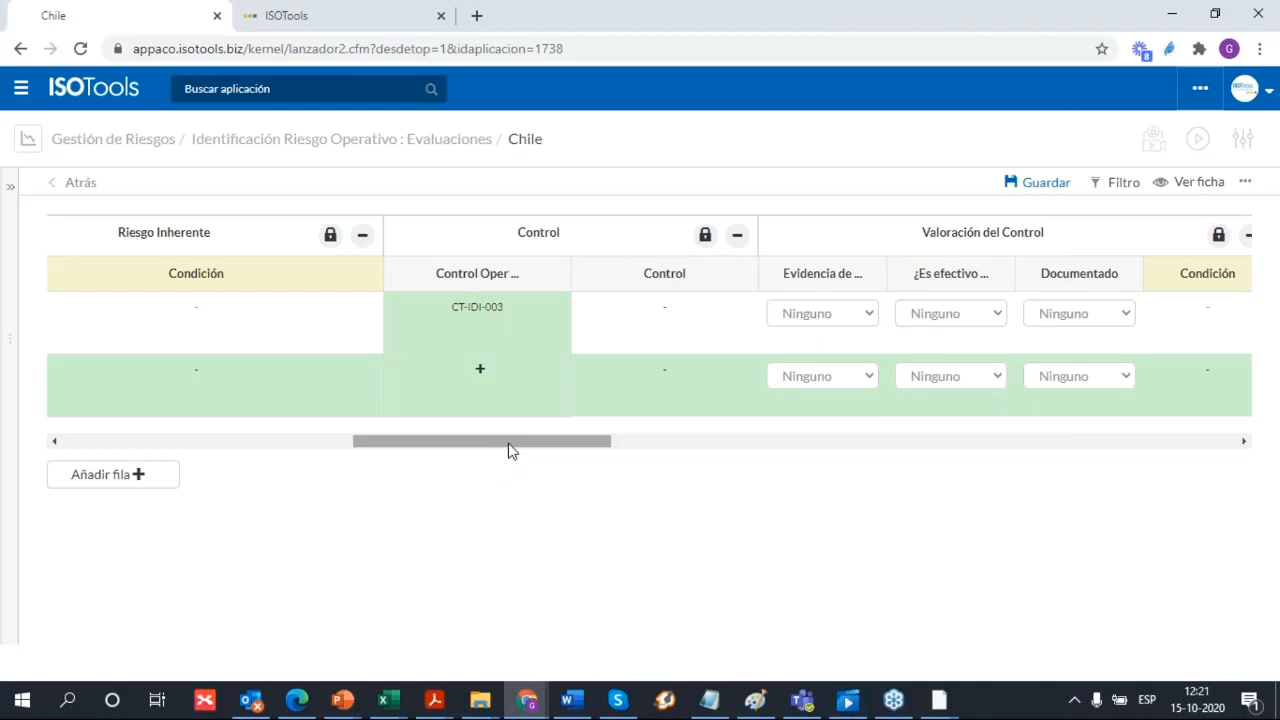 Chile
ISOTools
appaco.isotools.biz/kernel/lanzador2.cfm?desdetop=1&idaplicacion=1738
G
8
ISOTools
Buscar aplicación
Gestión de Riesgos / Identificación Riesgo Operativo : Evaluaciones / Chile
Atrás
Guardar
Filtro
Ver ficha
Riesgo Inherente
Control
Valoración del Control
Condición
Control Oper ...
Control
Evidencia de ...
¿Es efectivo ...
Documentado
Condición
-
CT-IDI-003
-
Ninguno
Ninguno
Ninguno
-
-
+
-
Ninguno
Ninguno
Ninguno
-
Añadir fila
ESP
12:21
15-10-2020
1